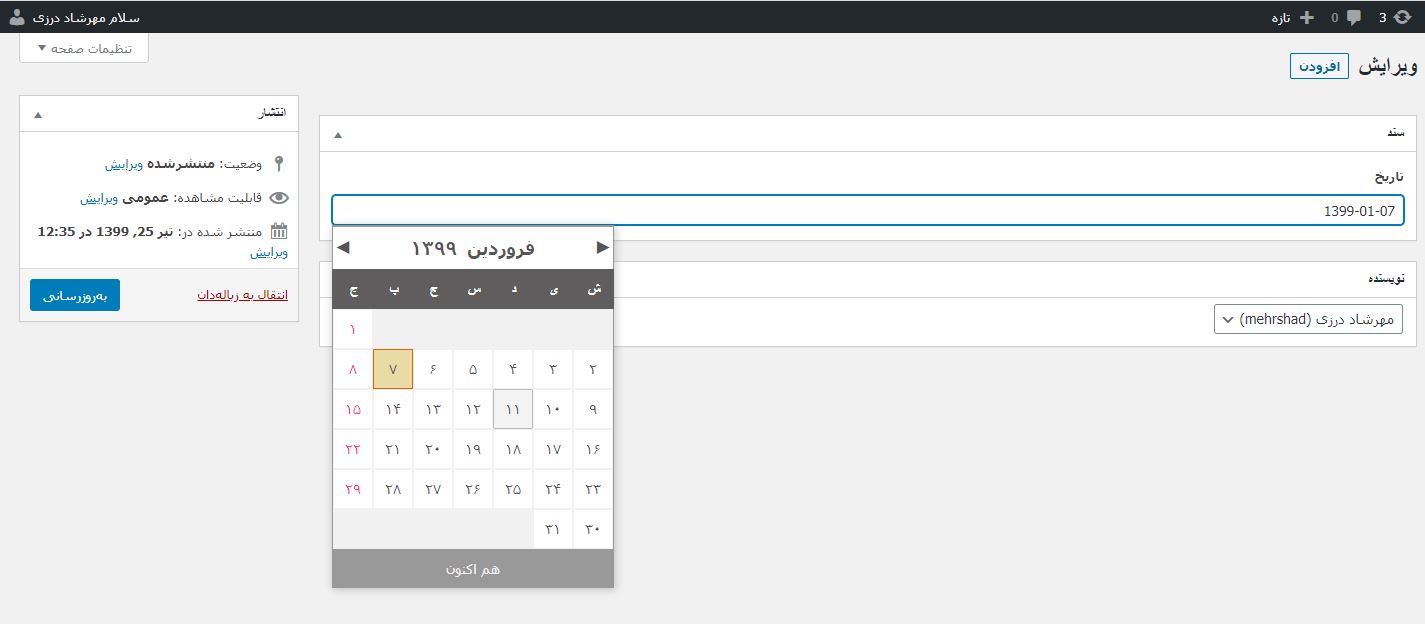 3 0 تازه سلام مهرشاد درزی
تنظیمات صفحه
ویرایش افزودن
سند
تاریخ
1399-01-07
فروردین ۱۳۹۹
ش ی د س چ پ ج
۱
۲ ۳ ۴ ۵ ۶ ۷ ۸
۹ ۱۰ ۱۱ ۱۲ ۱۳ ۱۴ ۱۵
۱۶ ۱۷ ۱۸ ۱۹ ۲۰ ۲۱ ۲۲
۲۳ ۲۴ ۲۵ ۲۶ ۲۷ ۲۸ ۲۹
۳۰ ۳۱
هم اکنون
نویسنده
مهرشاد درزی (mehrshad)
انتشار
وضعیت: منتشرشده ویرایش
قابلیت مشاهده: عمومی ویرایش
منتشر شده در: تیر 25, 1399 در 12:35
ویرایش
انتقال به زباله‌دان به‌روزرسانی